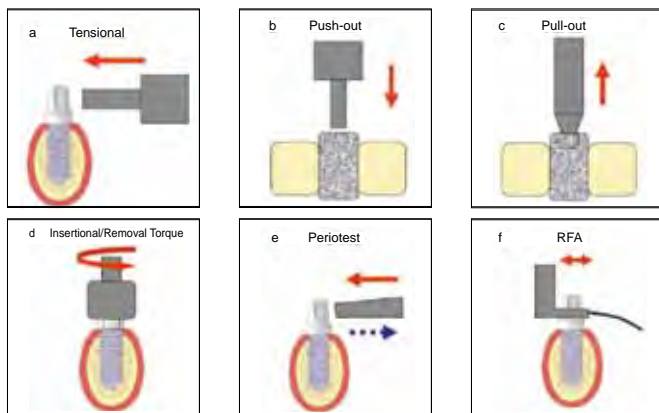 a Tensional
b Push-out
c Pull-out
d Insertional/Removal Torque
e Periotest
f RFA